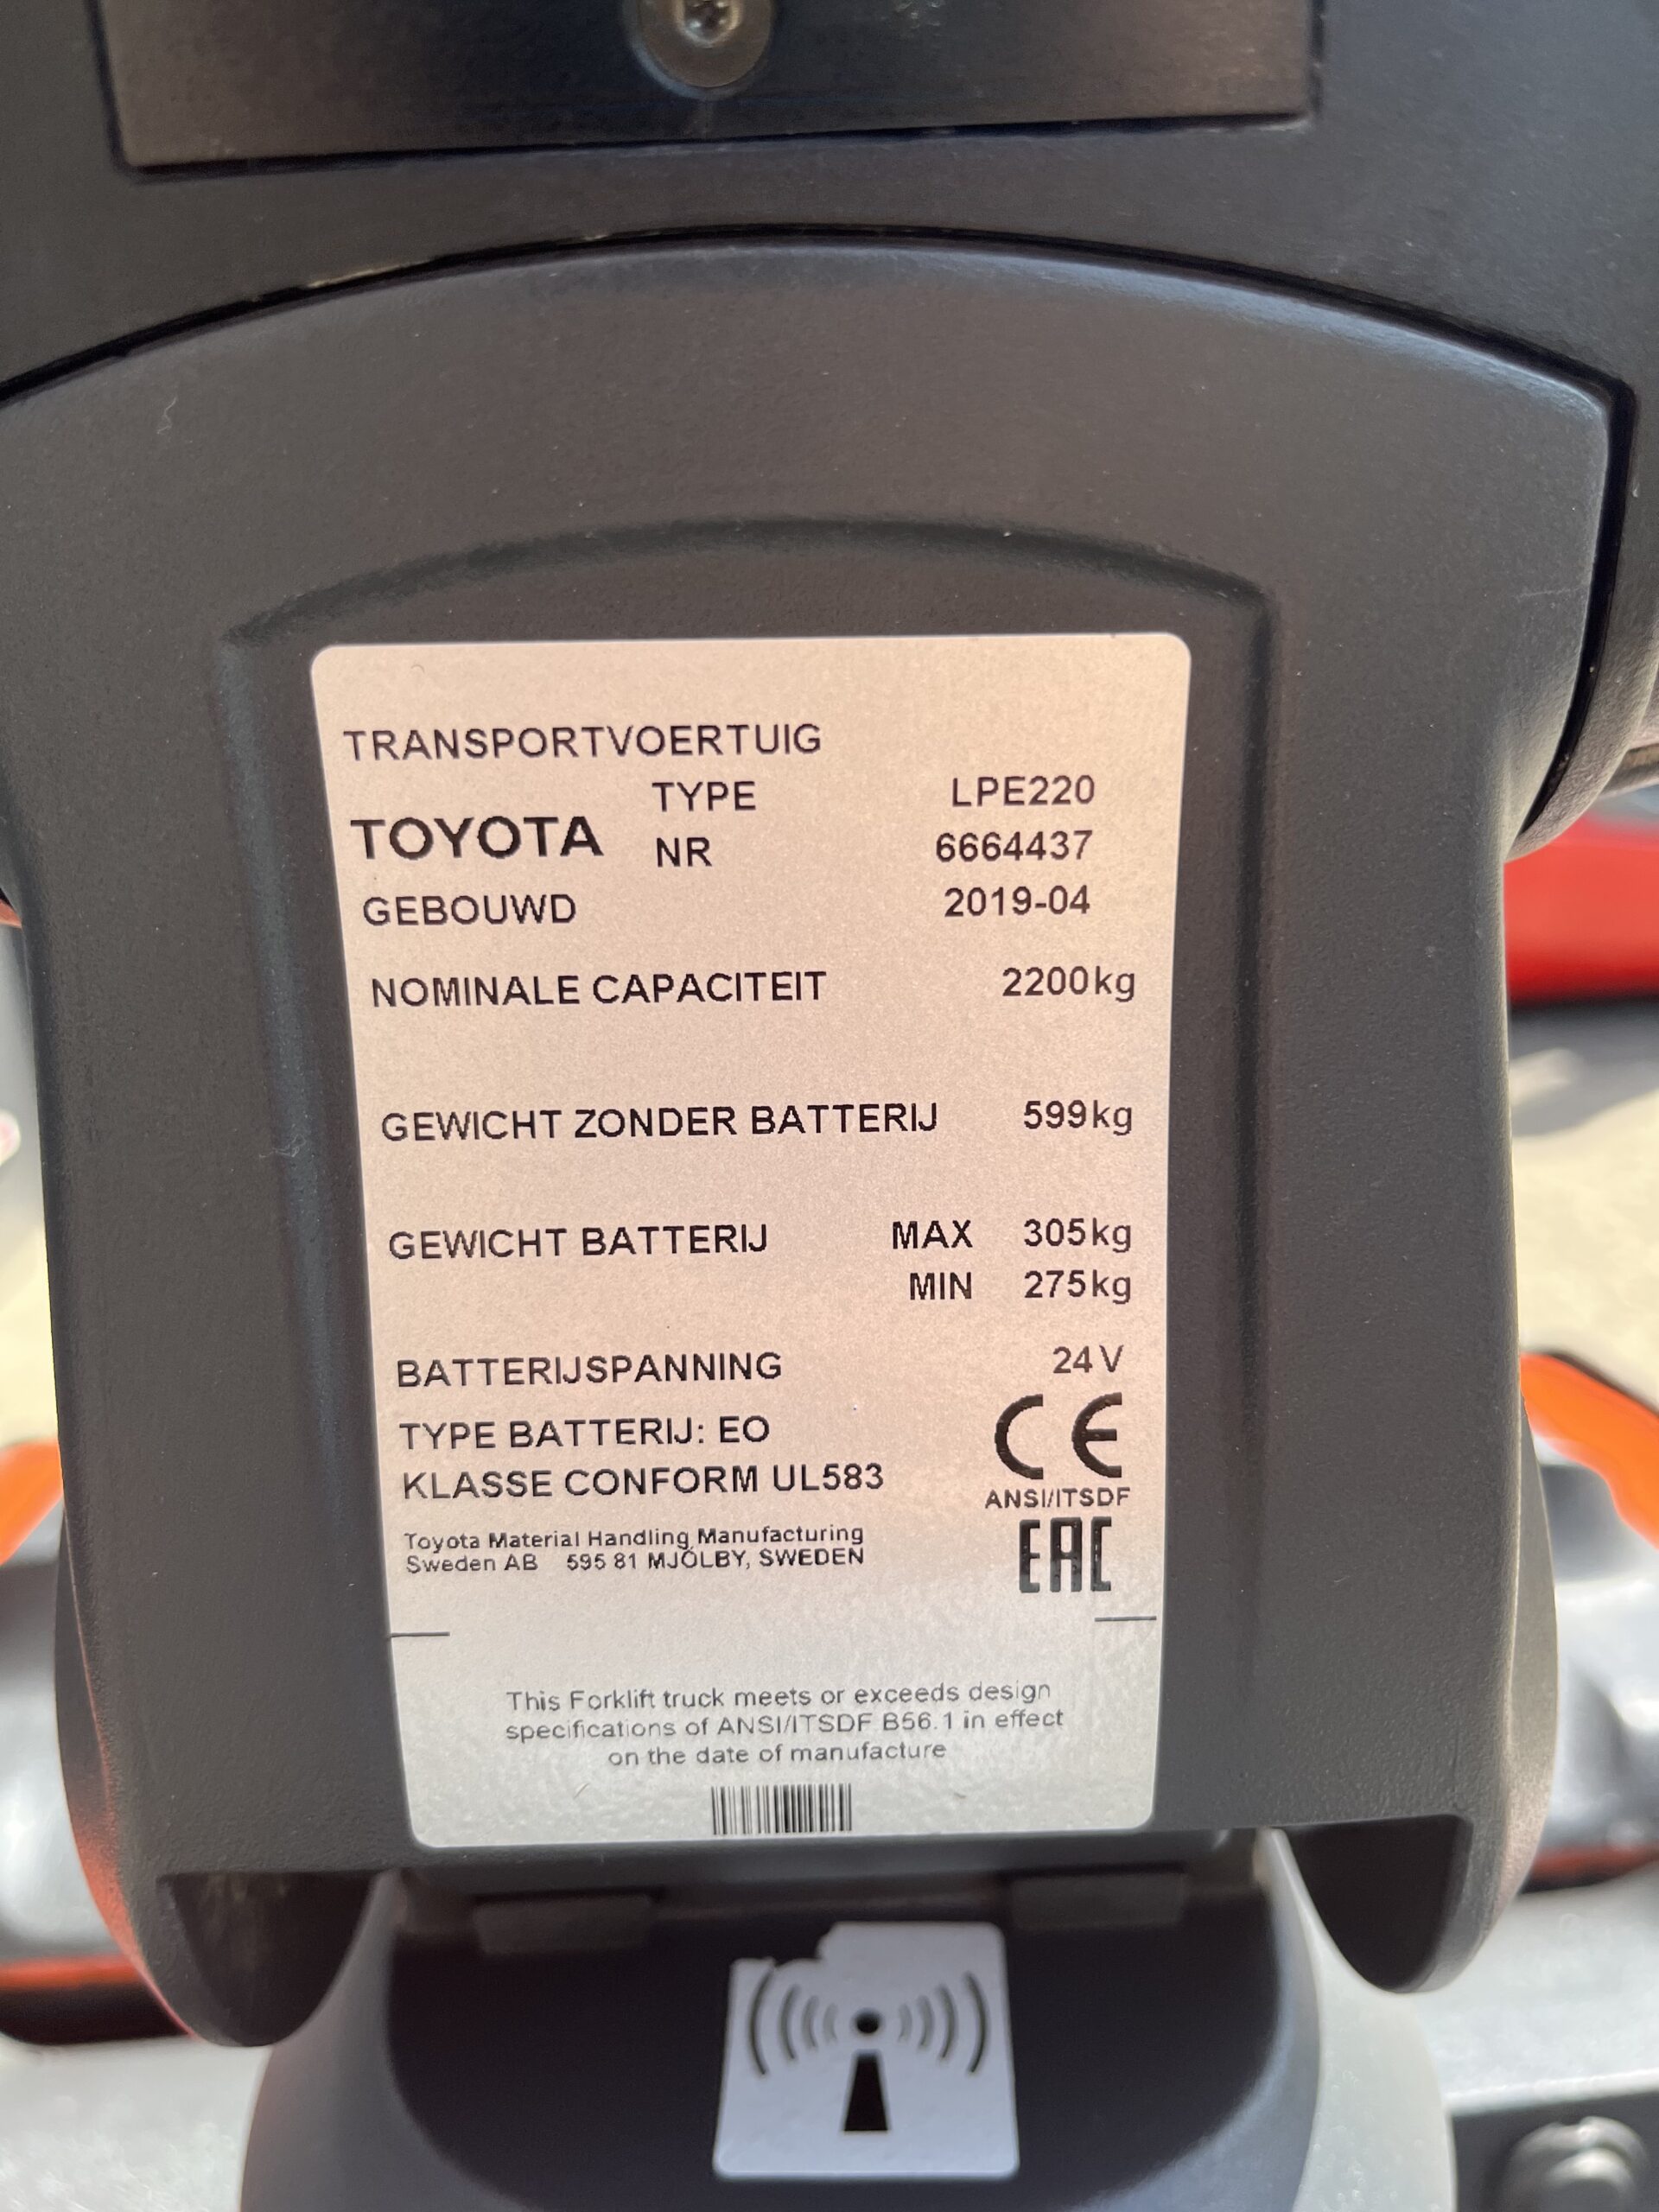 TRANSPORTVOERTUIG
TYPE LPE220
TOYOTA NR 6664437
GEBOUWD 2019-04
NOMINALE CAPACITEIT 2200kg
GEWICHT ZONDER BATTERIJ 599kg
GEWICHT BATTERIJ MAX 305kg
MIN 275kg
BATTERIJSPANNING 24V
TYPE BATTERIJ: EO
KLASSE CONFORM UL583
CE
ANSI/ITSDF
EAC
Toyota Material Handling Manufacturing
Sweden AB 595 81 MJÖLBY, SWEDEN
This Forklift truck meets or exceeds design
specifications of ANSI/ITSDF B56.1 in effect
on the date of manufacture